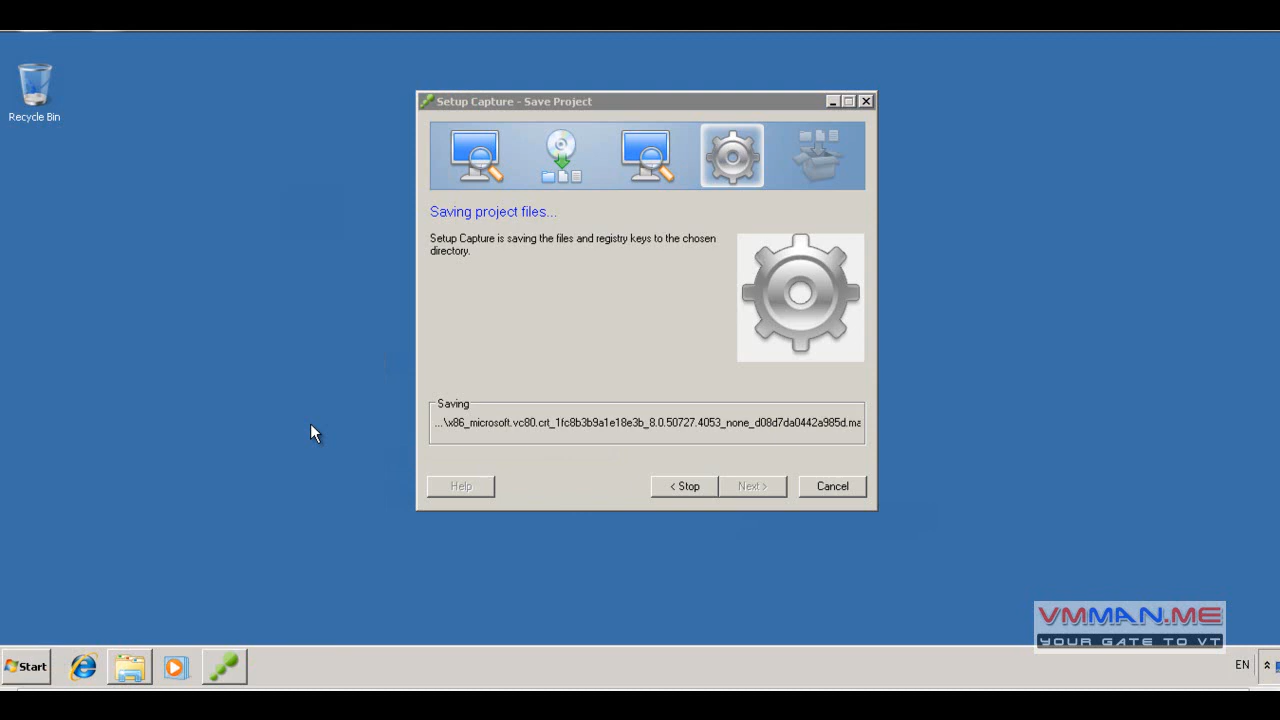 Recycle Bin
Setup Capture - Save Project
Saving project files...
Setup Capture is saving the files and registry keys to the chosen
directory.
Saving
...\x86_microsoft.vc80.crt_1fc8b3b9a1e18e3b_8.0.50727.4053_none_d08d7da0442a985d.ma
Help
< Stop
Next >
Cancel
VMMAN.ME
YOUR GATE TO VT
Start
EN